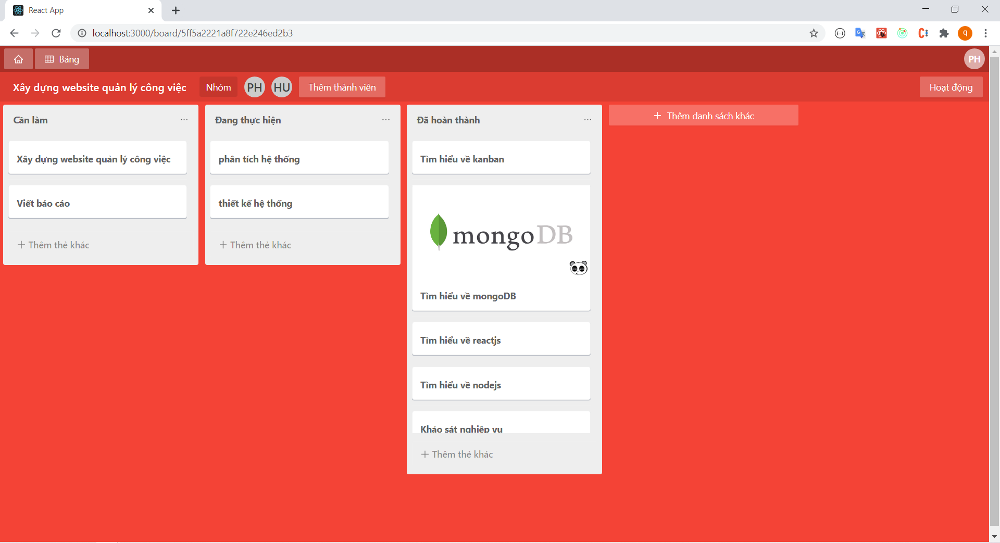 React App
localhost:3000/board/5ff5a2221a8f722e246ed2b3
q
Bảng
PH
Xây dựng website quản lý công việc
Nhóm
PH
HU
Thêm thành viên
Hoạt động
Cần làm
Xây dựng website quản lý công việc
Viết báo cáo
Thêm thẻ khác
Đang thực hiện
phân tích hệ thống
thiết kế hệ thống
Thêm thẻ khác
Đã hoàn thành
Tìm hiểu về kanban
mongoDB
Tìm hiểu về mongoDB
Tìm hiểu về reactjs
Tìm hiểu về nodejs
Khảo sát nghiệp vụ
Thêm thẻ khác
Thêm danh sách khác